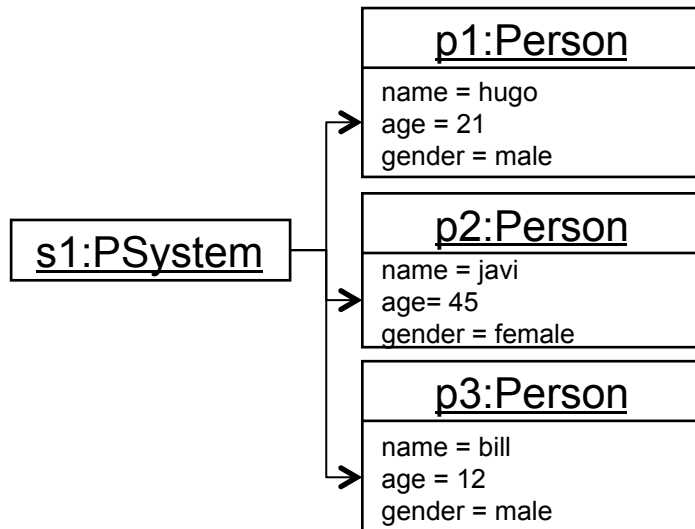 p1:Person
name = hugo
age = 21
gender = male
s1:PSystem
p2:Person
name = javi
age= 45
gender = female
p3:Person
name = bill
age = 12
gender = male